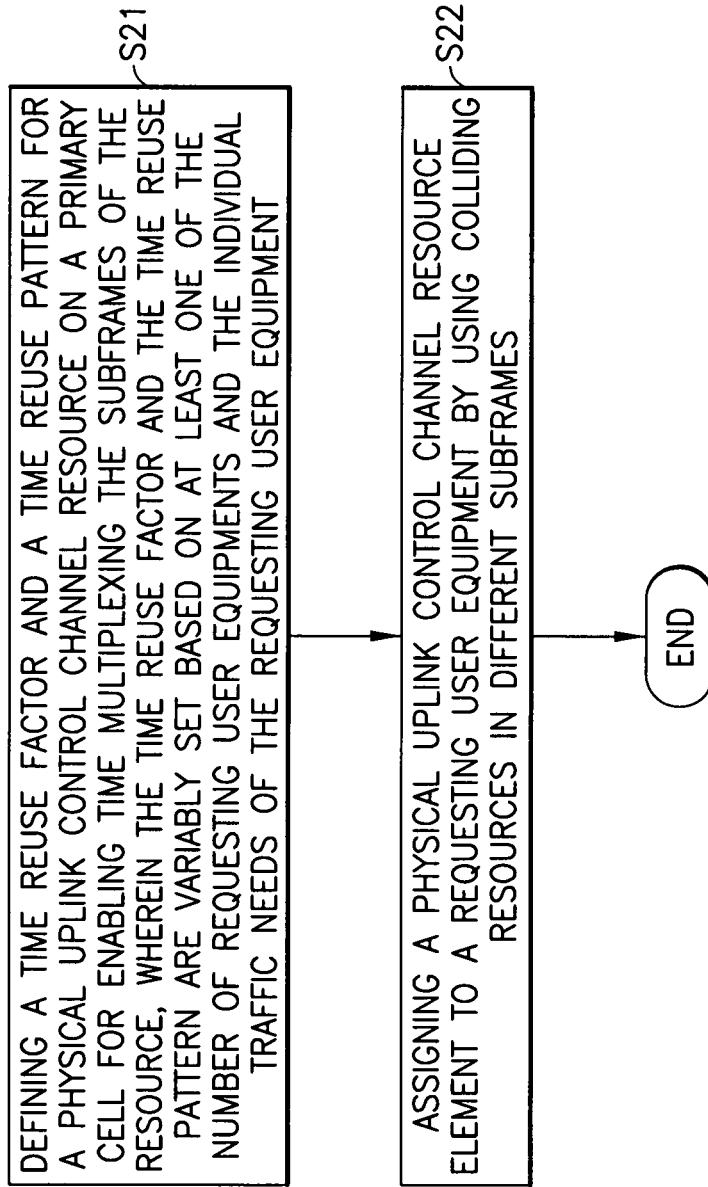 DEFINING A TIME REUSE FACTOR AND A TIME REUSE PATTERN FOR
A PHYSICAL UPLINK CONTROL CHANNEL RESOURCE ON A PRIMARY
CELL FOR ENABLING TIME MULTIPLEXING THE SUBFRAMES OF THE
RESOURCE, WHEREIN THE TIME REUSE FACTOR AND THE TIME REUSE
PATTERN ARE VARIABLY SET BASED ON AT LEAST ONE OF THE
NUMBER OF REQUESTING USER EQUIPMENTS AND THE INDIVIDUAL
TRAFFIC NEEDS OF THE REQUESTING USER EQUIPMENT
S21
ASSIGNING A PHYSICAL UPLINK CONTROL CHANNEL RESOURCE
ELEMENT TO A REQUESTING USER EQUIPMENT BY USING COLLIDING
RESOURCES IN DIFFERENT SUBFRAMES
S22
END